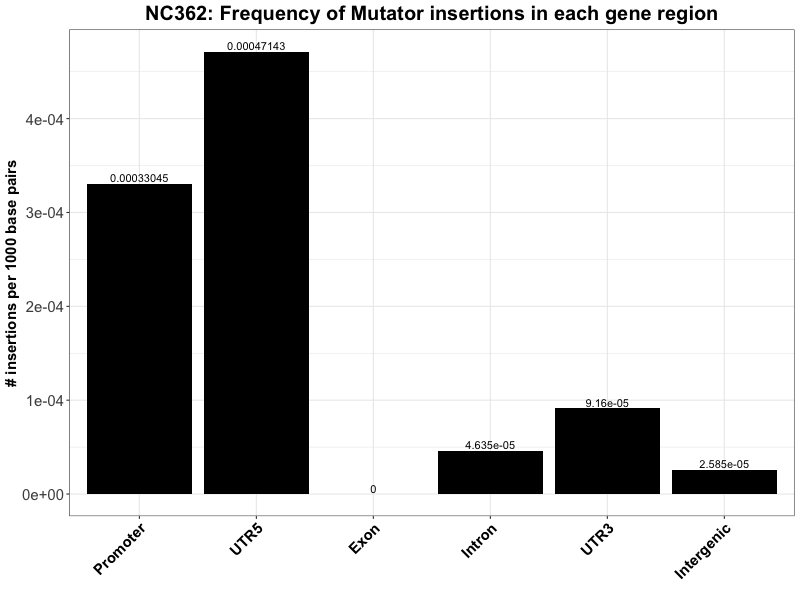 NC362: Frequency of Mutator insertions in each gene region
# insertions per 1000 base pairs
4e-04
3e-04
2e-04
1e-04
0e+00
0.00033045
0.00047143
0
4.635e-05
9.16e-05
2.585e-05
Promoter
UTR5
Exon
Intron
UTR3
Intergenic